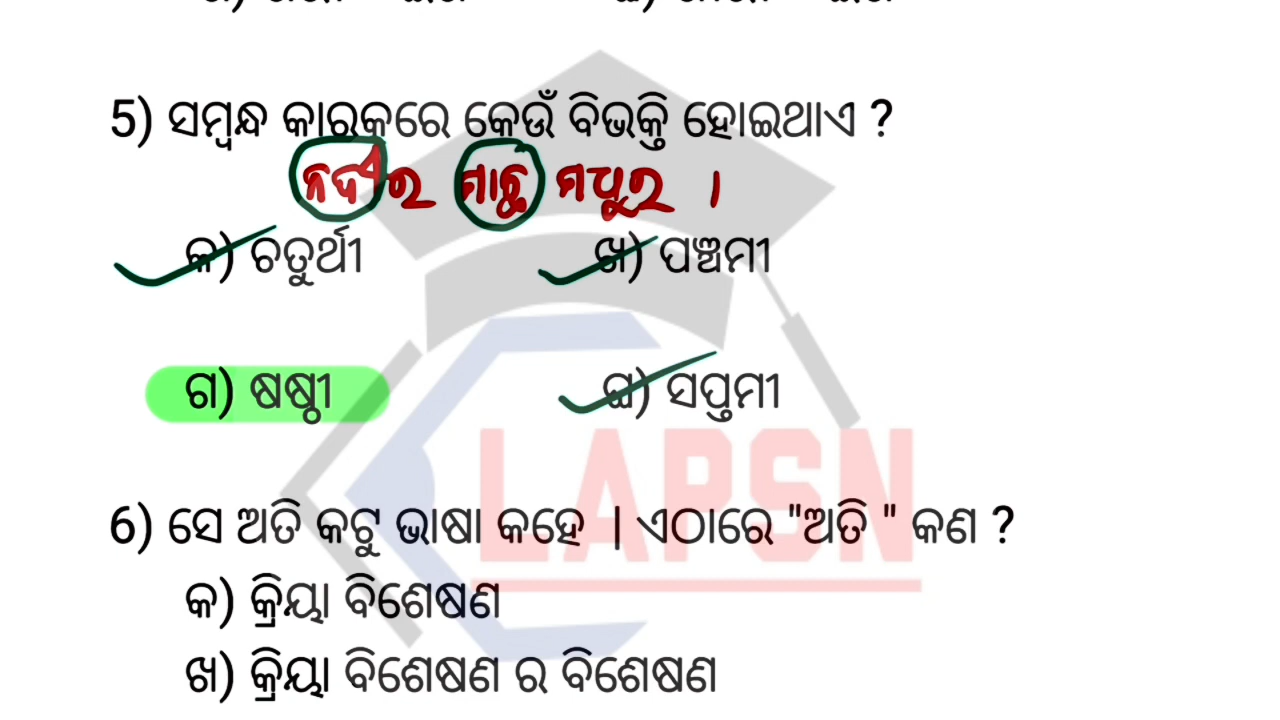 5) ସମ୍ବନ୍ଧ କାରକରେ କେଉଁ ବିଭକ୍ତି ହୋଇଥାଏ ?
ନଦୀର ମାଛ ମଧୁର ।
କ) ଚତୁର୍ଥୀ ଖ) ପଞ୍ଚମୀ
ଗ) ଷଷ୍ଠୀ ଘ) ସପ୍ତମୀ
LAPSN
6) ସେ ଅତି କଟୁ ଭାଷା କହେ | ଏଠାରେ "ଅତି " କଣ ?
କ) କ୍ରିୟା ବିଶେଷଣ
ଖ) କ୍ରିୟା ବିଶେଷଣ ର ବିଶେଷଣ